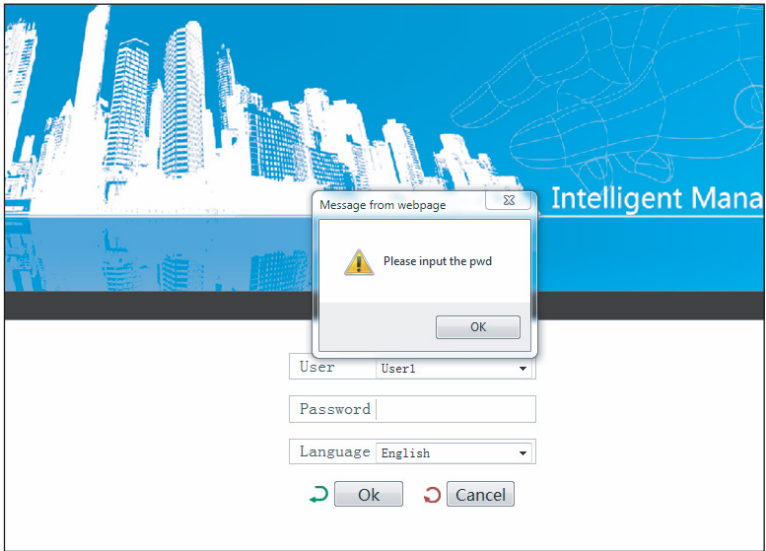 Intelligent Mana
Message from webpage
Please input the pwd
OK
User User1
Password
Language English
Ok Cancel